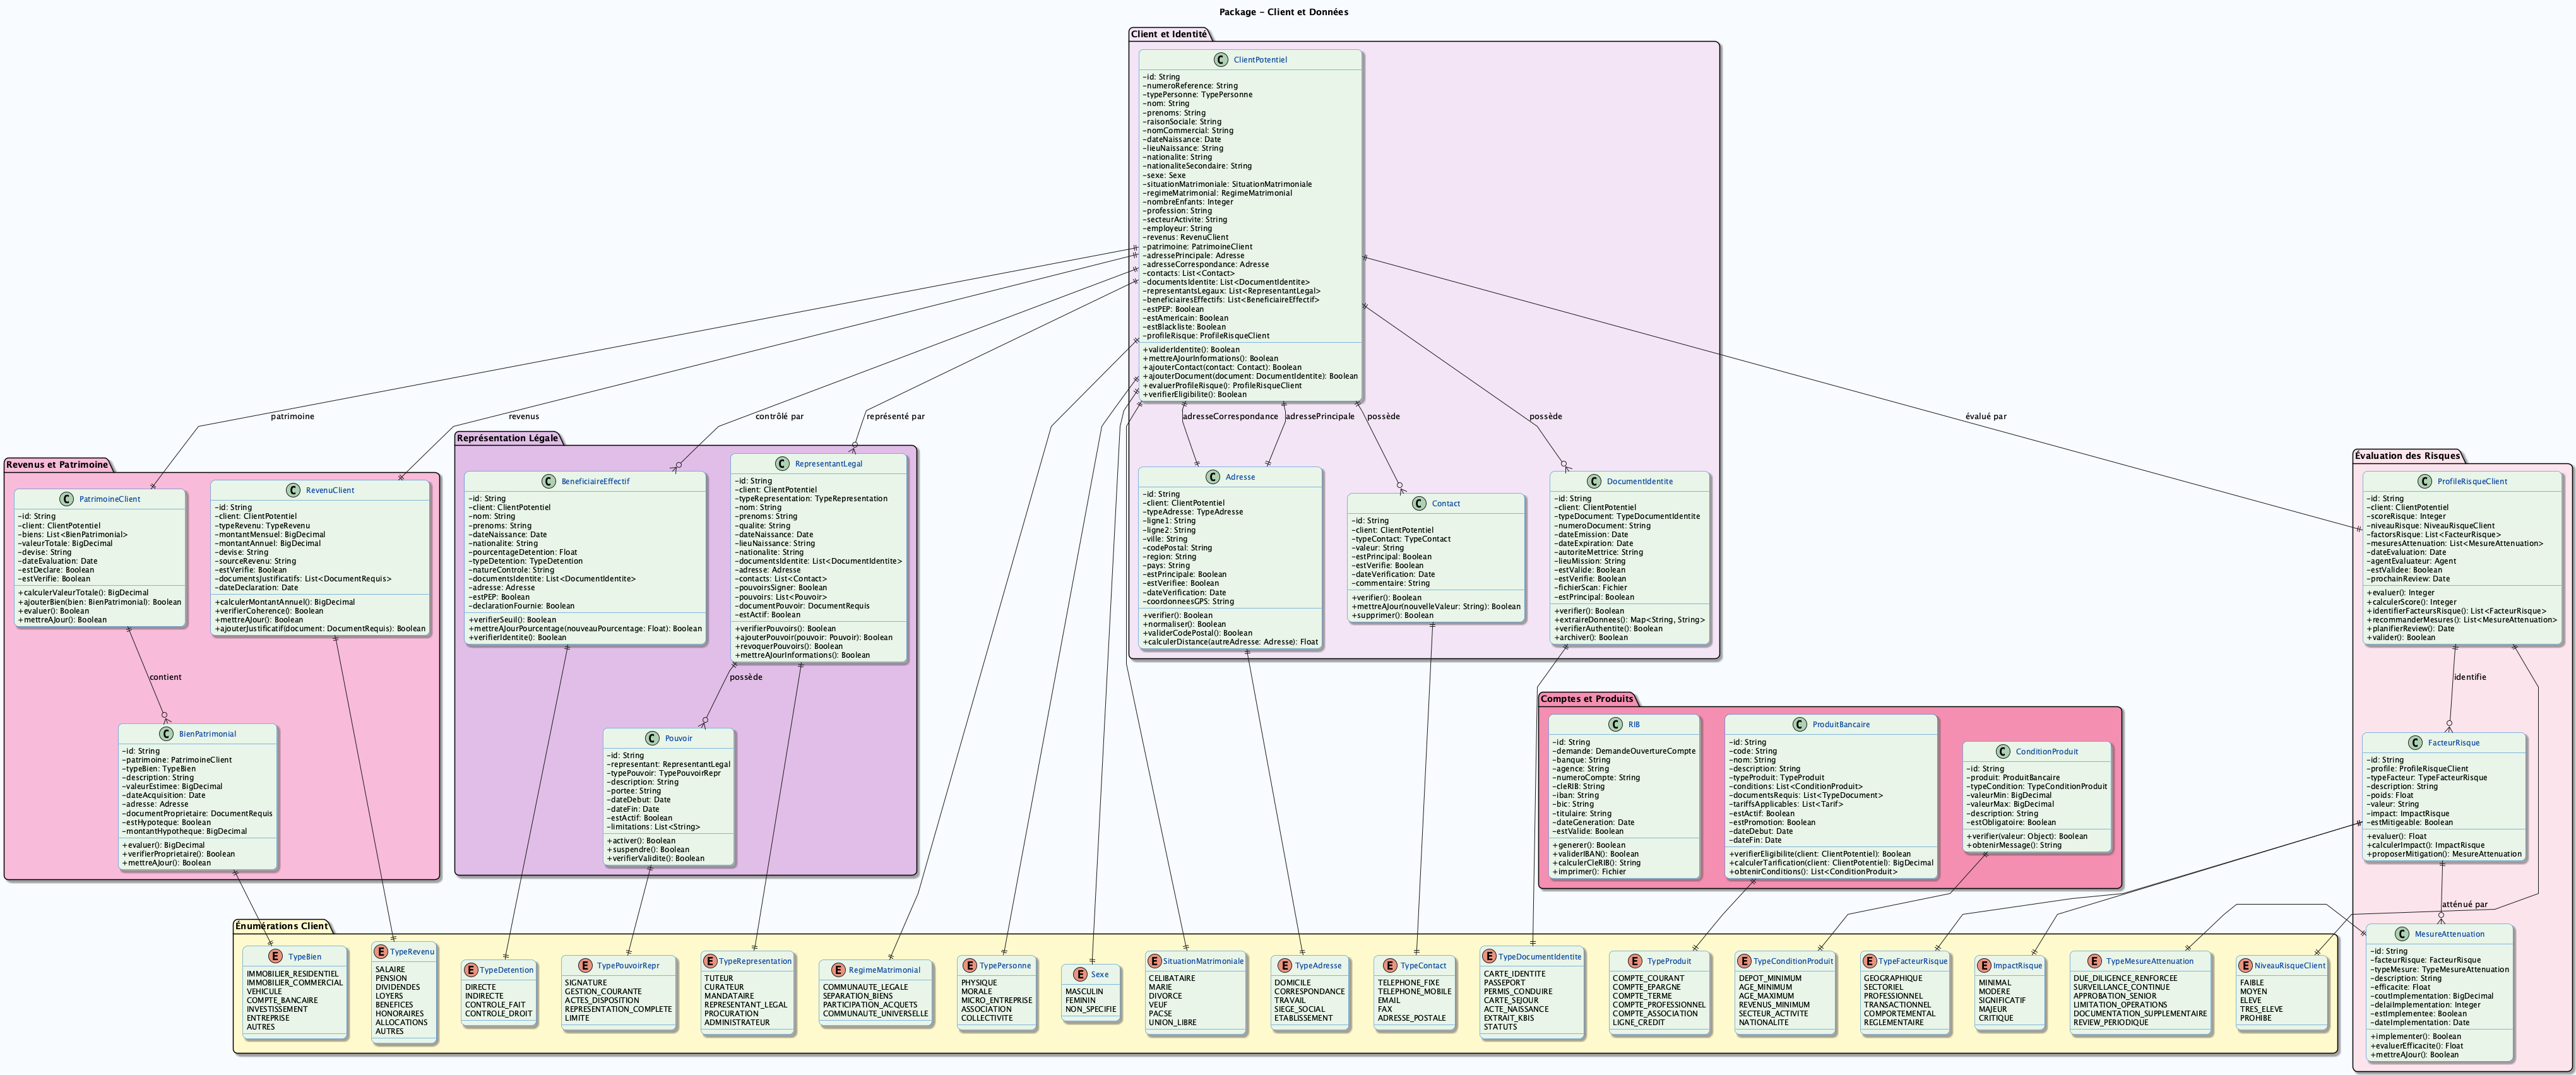 Package – Client et Données
Client et Identité
ClientPotentiel
-id: String
-numeroReference: String
-typePersonne: TypePersonne
-nom: String
-prenoms: String
-raisonSociale: String
-nomCommercial: String
-dateNaissance: Date
-lieuNaissance: String
-nationalite: String
-nationaliteSecondaire: String
-sexe: Sexe
-situationMatrimoniale: SituationMatrimoniale
-regimeMatrimonial: RegimeMatrimonial
-nombreEnfants: Integer
-profession: String
-secteurActivite: String
-employeur: String
-revenus: RevenuClient
-patrimoine: PatrimoineClient
-adressePrincipale: Adresse
-adresseCorrespondance: Adresse
-contacts: List<Contact>
-documentsIdentite: List<DocumentIdentite>
-representantsLegaux: List<RepresentantLegal>
-beneficiairesEffectifs: List<BeneficiaireEffectif>
-estPEP: Boolean
-estAmericain: Boolean
-estBlackliste: Boolean
-profileRisque: ProfileRisqueClient
+validerIdentite(): Boolean
+mettreAJourInformations(): Boolean
+ajouterContact(contact: Contact): Boolean
+ajouterDocument(document: DocumentIdentite): Boolean
+evaluerProfileRisque(): ProfileRisqueClient
+verifierEligibilite(): Boolean
patrimoine
revenus
contrôlé par
représenté par
adresseCorrespondance
adressePrincipale
possède
possède
évalué par
Revenus et Patrimoine
PatrimoineClient
-id: String
-client: ClientPotentiel
-biens: List<BienPatrimonial>
-valeurTotale: BigDecimal
-devise: String
-dateEvaluation: Date
-estDeclare: Boolean
-estVerifie: Boolean
+calculerValeurTotale(): BigDecimal
+ajouterBien(bien: BienPatrimonial): Boolean
+evaluer(): Boolean
+mettreAJour(): Boolean
RevenuClient
-id: String
-client: ClientPotentiel
-typeRevenu: TypeRevenu
-montantMensuel: BigDecimal
-montantAnnuel: BigDecimal
-devise: String
-sourceRevenu: String
-estVerifie: Boolean
-documentsJustificatifs: List<DocumentRequis>
-dateDeclaration: Date
+calculerMontantAnnuel(): BigDecimal
+verifierCoherence(): Boolean
+mettreAJour(): Boolean
+ajouterJustificatif(document: DocumentRequis): Boolean
contient
BienPatrimonial
-id: String
-patrimoine: PatrimoineClient
-typeBien: TypeBien
-description: String
-valeurEstimee: BigDecimal
-dateAcquisition: Date
-adresse: Adresse
-documentProprietaire: DocumentRequis
-estHypoteque: Boolean
-montantHypotheque: BigDecimal
+evaluer(): BigDecimal
+verifierProprietaire(): Boolean
+mettreAJour(): Boolean
Représentation Légale
BeneficiaireEffectif
-id: String
-client: ClientPotentiel
-nom: String
-prenoms: String
-dateNaissance: Date
-nationalite: String
-pourcentageDetention: Float
-typeDetention: TypeDetention
-natureControle: String
-documentsIdentite: List<DocumentIdentite>
-adresse: Adresse
-estPEP: Boolean
-declarationFournie: Boolean
+verifierSeuil(): Boolean
+mettreAJourPourcentage(nouveauPourcentage: Float): Boolean
+verifierIdentite(): Boolean
RepresentantLegal
-id: String
-client: ClientPotentiel
-typeRepresentation: TypeRepresentation
-nom: String
-prenoms: String
-qualite: String
-dateNaissance: Date
-lieuNaissance: String
-nationalite: String
-documentsIdentite: List<DocumentIdentite>
-adresse: Adresse
-contacts: List<Contact>
-pouvoirsSigner: Boolean
-pouvoirs: List<Pouvoir>
-documentPouvoir: DocumentRequis
-estActif: Boolean
+verifierPouvoirs(): Boolean
+ajouterPouvoir(pouvoir: Pouvoir): Boolean
+revoquerPouvoirs(): Boolean
+mettreAJourInformations(): Boolean
possède
Pouvoir
-id: String
-representant: RepresentantLegal
-typePouvoir: TypePouvoirRepr
-description: String
-portee: String
-dateDebut: Date
-dateFin: Date
-estActif: Boolean
-limitations: List<String>
+activer(): Boolean
+suspendre(): Boolean
+verifierValidite(): Boolean
Adresse
-id: String
-client: ClientPotentiel
-typeAdresse: TypeAdresse
-ligne1: String
-ligne2: String
-ville: String
-codePostal: String
-region: String
-pays: String
-estPrincipale: Boolean
-estVerifiee: Boolean
-dateVerification: Date
-coordonneesGPS: String
+verifier(): Boolean
+normaliser(): Boolean
+validerCodePostal(): Boolean
+calculerDistance(autreAdresse: Adresse): Float
Contact
-id: String
-client: ClientPotentiel
-typeContact: TypeContact
-valeur: String
-estPrincipal: Boolean
-estVerifie: Boolean
-dateVerification: Date
-commentaire: String
+verifier(): Boolean
+mettreAJour(nouvelleValeur: String): Boolean
+supprimer(): Boolean
DocumentIdentite
-id: String
-client: ClientPotentiel
-typeDocument: TypeDocumentIdentite
-numeroDocument: String
-dateEmission: Date
-dateExpiration: Date
-autoriteMettrice: String
-lieuMission: String
-estValide: Boolean
-estVerifie: Boolean
-fichierScan: Fichier
-estPrincipal: Boolean
+verifier(): Boolean
+extraireDonnees(): Map<String, String>
+verifierAuthentite(): Boolean
+archiver(): Boolean
Comptes et Produits
RIB
-id: String
-demande: DemandeOuvertureCompte
-banque: String
-agence: String
-numeroCompte: String
-cleRIB: String
-iban: String
-bic: String
-titulaire: String
-dateGeneration: Date
-estValide: Boolean
+generer(): Boolean
+validerIBAN(): Boolean
+calculerCleRIB(): String
+imprimer(): Fichier
ProduitBancaire
-id: String
-code: String
-nom: String
-description: String
-typeProduit: TypeProduit
-conditions: List<ConditionProduit>
-documentsRequis: List<TypeDocument>
-tariffsApplicables: List<Tarif>
-estActif: Boolean
-estPromotion: Boolean
-dateDebut: Date
-dateFin: Date
+verifierEligibilite(client: ClientPotentiel): Boolean
+calculerTarification(client: ClientPotentiel): BigDecimal
+obtenirConditions(): List<ConditionProduit>
ConditionProduit
-id: String
-produit: ProduitBancaire
-typeCondition: TypeConditionProduit
-valeurMin: BigDecimal
-valeurMax: BigDecimal
-description: String
-estObligatoire: Boolean
+verifier(valeur: Object): Boolean
+obtenirMessage(): String
Évaluation des Risques
ProfileRisqueClient
-id: String
-client: ClientPotentiel
-scoreRisque: Integer
-niveauRisque: NiveauRisqueClient
-factorsRisque: List<FacteurRisque>
-mesuresAttenuation: List<MesureAttenuation>
-dateEvaluation: Date
-agentEvaluateur: Agent
-estValidee: Boolean
-prochainReview: Date
+evaluer(): Integer
+calculerScore(): Integer
+identifierFacteursRisque(): List<FacteurRisque>
+recommanderMesures(): List<MesureAttenuation>
+planifierReview(): Date
+valider(): Boolean
identifie
FacteurRisque
-id: String
-profile: ProfileRisqueClient
-typeFacteur: TypeFacteurRisque
-description: String
-poids: Float
-valeur: String
-impact: ImpactRisque
-estMitigeable: Boolean
+evaluer(): Float
+calculerImpact(): ImpactRisque
+proposerMitigation(): MesureAttenuation
atténué par
MesureAttenuation
-id: String
-facteurRisque: FacteurRisque
-typeMesure: TypeMesureAttenuation
-description: String
-efficacite: Float
-coutImplementation: BigDecimal
-delaiImplementation: Integer
-estImplementee: Boolean
-dateImplementation: Date
+implementer(): Boolean
+evaluerEfficacite(): Float
+mettreAJour(): Boolean
Énumérations Client
TypeBien
IMMOBILIER_RESIDENTIEL
IMMOBILIER_COMMERCIAL
VEHICULE
COMPTE_BANCAIRE
INVESTISSEMENT
ENTREPRISE
AUTRES
TypeRevenu
SALAIRE
PENSION
DIVIDENDES
LOYERS
BENEFICES
HONORAIRES
ALLOCATIONS
AUTRES
TypeDetention
DIRECTE
INDIRECTE
CONTROLE_FAIT
CONTROLE_DROIT
TypePouvoirRepr
SIGNATURE
GESTION_COURANTE
ACTES_DISPOSITION
REPRESENTATION_COMPLETE
LIMITE
TypeRepresentation
TUTEUR
CURATEUR
MANDATAIRE
REPRESENTANT_LEGAL
PROCURATION
ADMINISTRATEUR
RegimeMatrimonial
COMMUNAUTE_LEGALE
SEPARATION_BIENS
PARTICIPATION_ACQUETS
COMMUNAUTE_UNIVERSELLE
TypePersonne
PHYSIQUE
MORALE
MICRO_ENTREPRISE
ASSOCIATION
COLLECTIVITE
Sexe
MASCULIN
FEMININ
NON_SPECIFIE
SituationMatrimoniale
CELIBATAIRE
MARIE
DIVORCE
VEUF
PACSE
UNION_LIBRE
TypeAdresse
DOMICILE
CORRESPONDANCE
TRAVAIL
SIEGE_SOCIAL
ETABLISSEMENT
TypeContact
TELEPHONE_FIXE
TELEPHONE_MOBILE
EMAIL
FAX
ADRESSE_POSTALE
TypeDocumentIdentite
CARTE_IDENTITE
PASSEPORT
PERMIS_CONDUIRE
CARTE_SEJOUR
ACTE_NAISSANCE
EXTRAIT_KBIS
STATUTS
TypeProduit
COMPTE_COURANT
COMPTE_EPARGNE
COMPTE_TERME
COMPTE_PROFESSIONNEL
COMPTE_ASSOCIATION
LIGNE_CREDIT
TypeConditionProduit
DEPOT_MINIMUM
AGE_MINIMUM
AGE_MAXIMUM
REVENUS_MINIMUM
SECTEUR_ACTIVITE
NATIONALITE
TypeFacteurRisque
GEOGRAPHIQUE
SECTORIEL
PROFESSIONNEL
TRANSACTIONNEL
COMPORTEMENTAL
REGLEMENTAIRE
ImpactRisque
MINIMAL
MODERE
SIGNIFICATIF
MAJEUR
CRITIQUE
TypeMesureAttenuation
DUE_DILIGENCE_RENFORCEE
SURVEILLANCE_CONTINUE
APPROBATION_SENIOR
LIMITATION_OPERATIONS
DOCUMENTATION_SUPPLEMENTAIRE
REVIEW_PERIODIQUE
NiveauRisqueClient
FAIBLE
MOYEN
ELEVE
TRES_ELEVE
PROHIBE